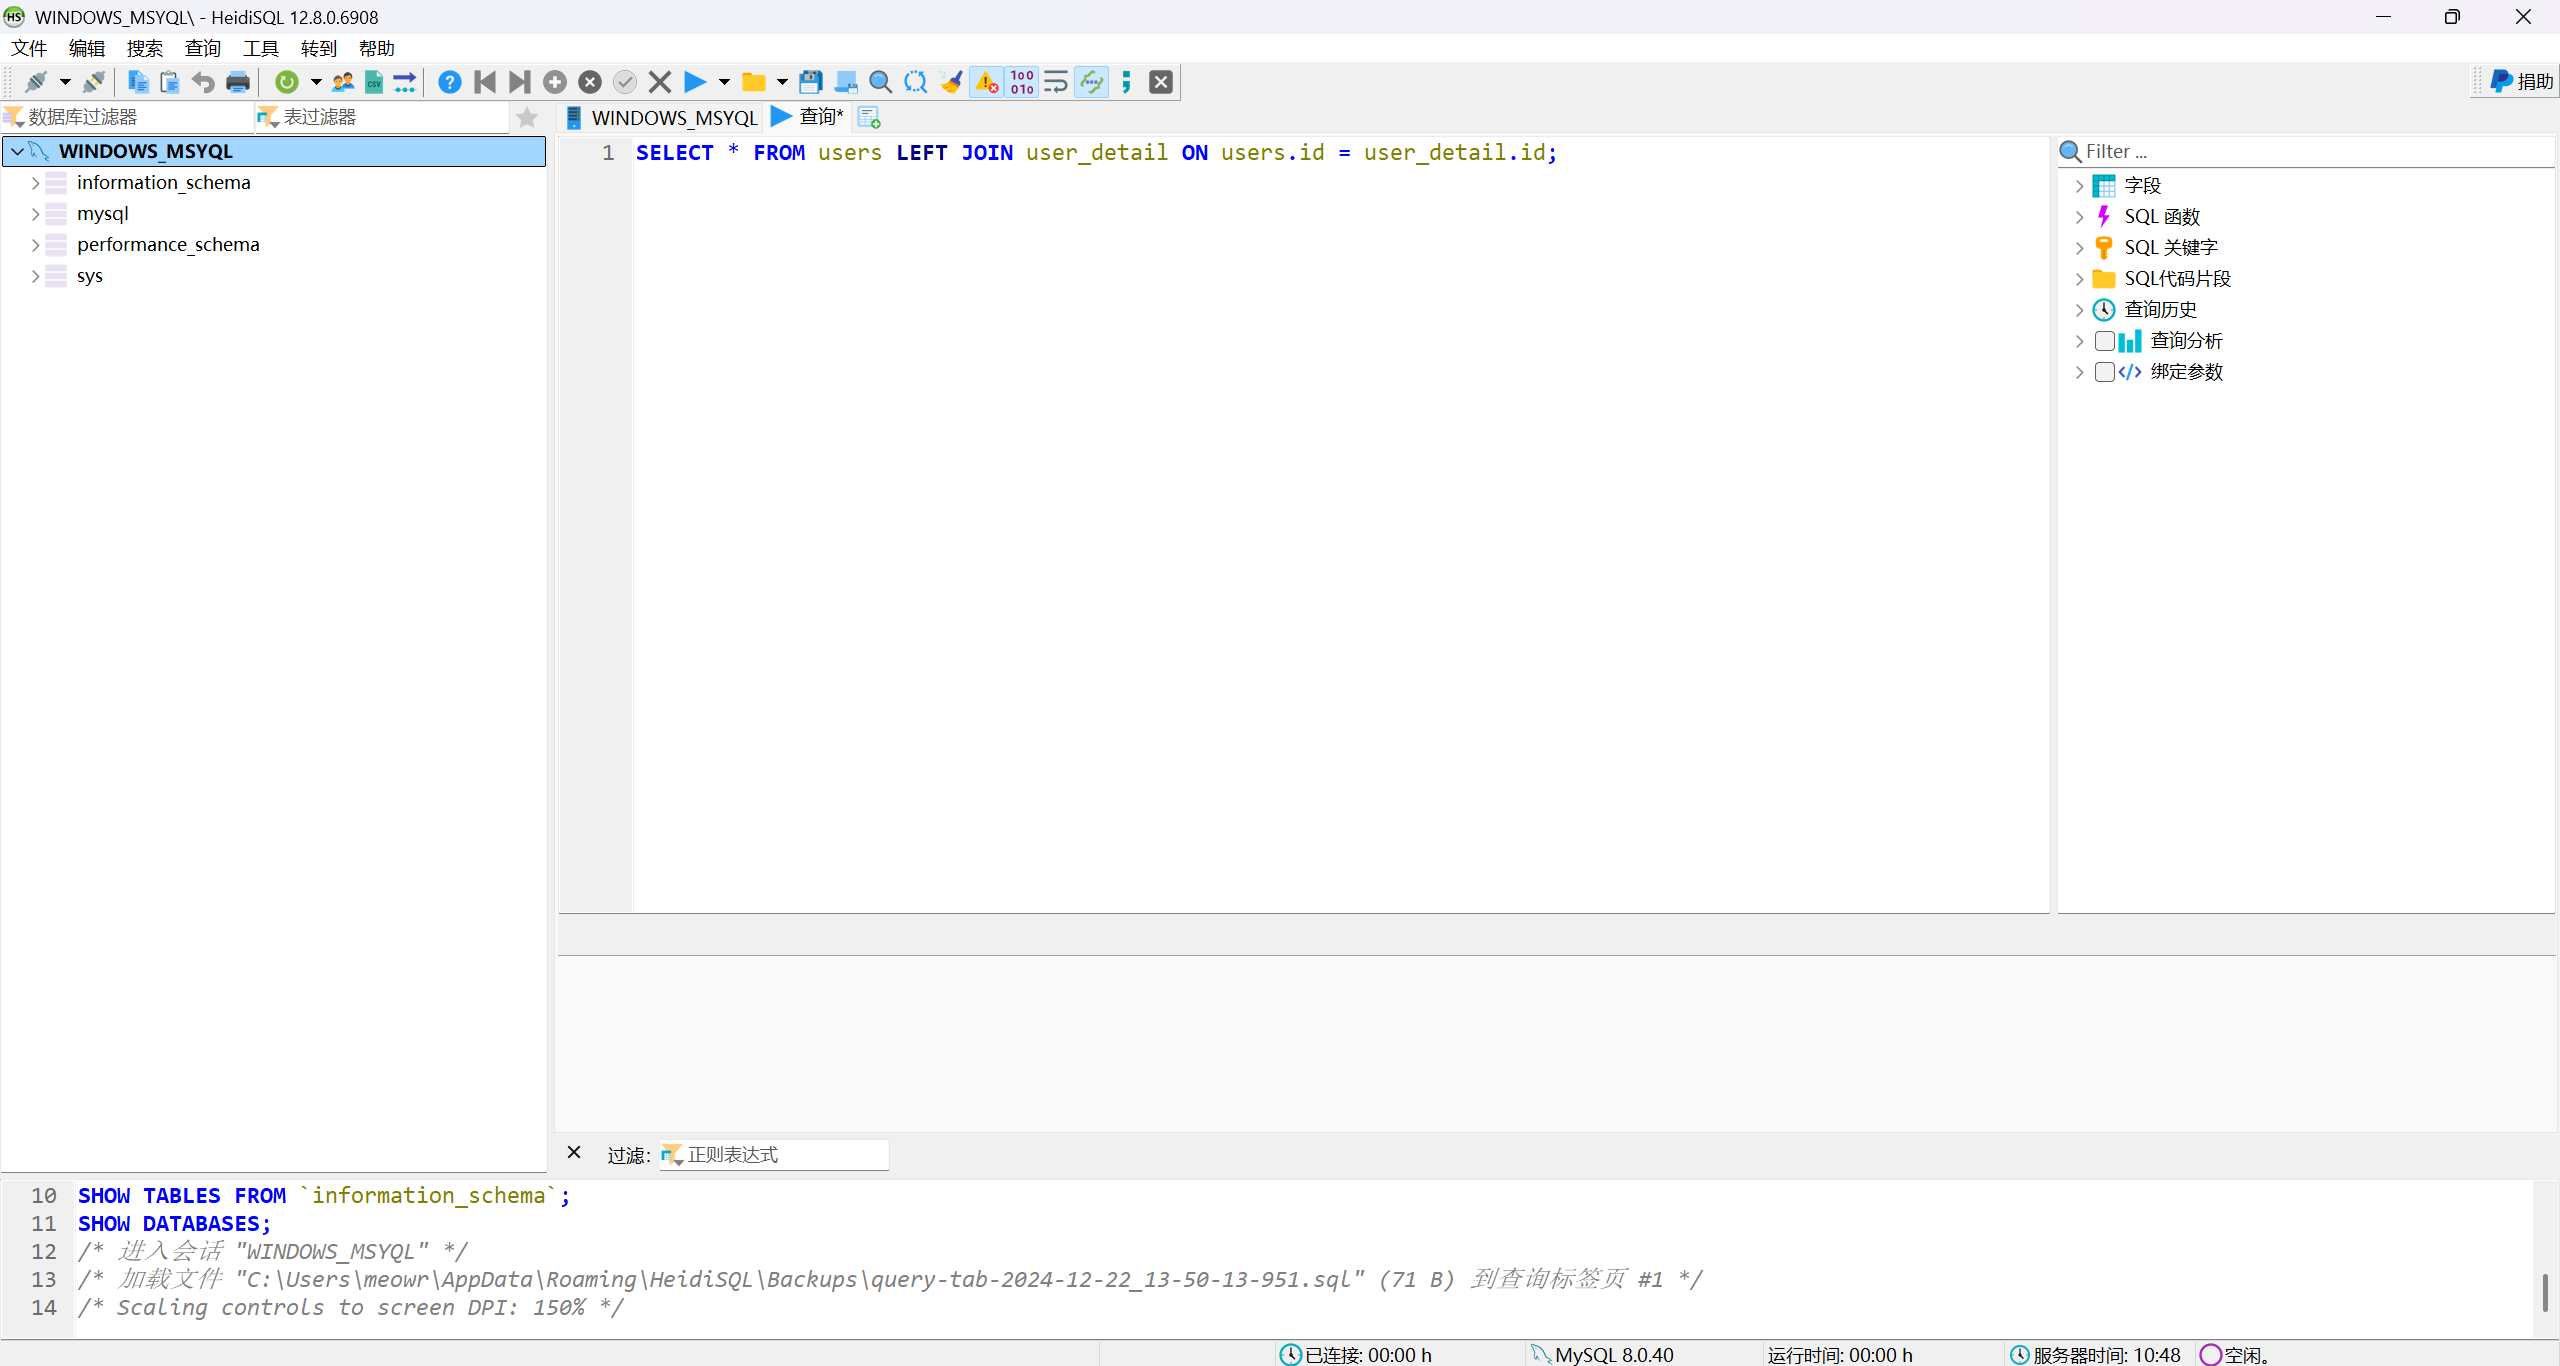 WINDOWS_MSYQL\ - HeidiSQL 12.8.0.6908
文件 编辑 搜索 查询 工具 转到 帮助
捐助
数据库过滤器 表过滤器 WINDOWS_MSYQL 查询*
WINDOWS_MSYQL
information_schema
mysql
performance_schema
sys
1 SELECT * FROM users LEFT JOIN user_detail ON users.id = user_detail.id;
Filter ...
字段
SQL 函数
SQL 关键字
SQL代码片段
查询历史
查询分析
绑定参数
过滤: 正则表达式
10 SHOW TABLES FROM `information_schema`;
11 SHOW DATABASES;
12 /* 进入会话 "WINDOWS_MSYQL" */
13 /* 加载文件 "C:\Users\meowr\AppData\Roaming\HeidiSQL\Backups\query-tab-2024-12-22_13-50-13-951.sql" (71 B) 到查询标签页 #1 */
14 /* Scaling controls to screen DPI: 150% */
已连接: 00:00 h MySQL 8.0.40 运行时间: 00:00 h 服务器时间: 10:48 空闲。